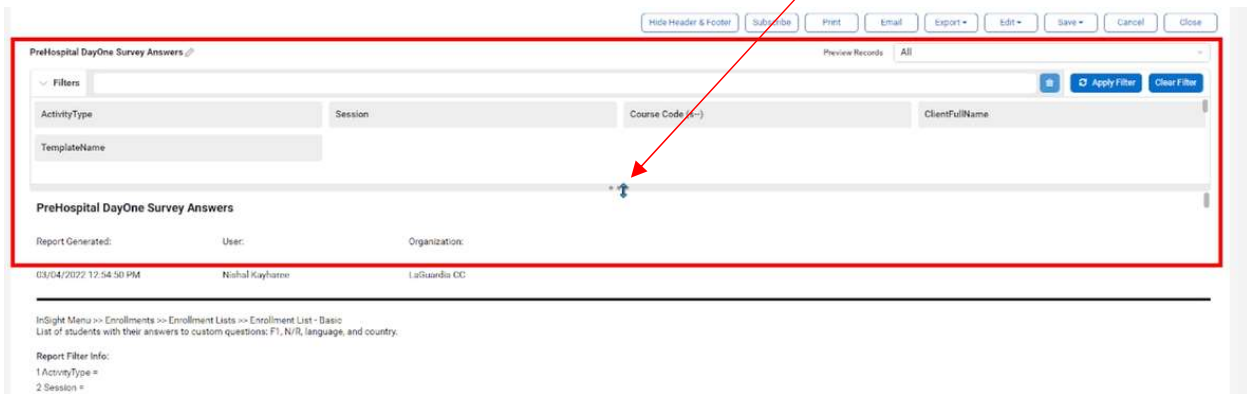 Hide Header & Footer Subscribe Print Email Export Edit Save Cancel Close
PreHospital DayOne Survey Answers Preview Records All
Filters Apply Filter Clear Filter
ActivityType Session Course Code (s--) ClientFullName
TemplateName
PreHospital DayOne Survey Answers
Report Generated: User: Organization:
03/04/2022 12:54:50 PM Nishal LaGuardia CC
InSight Menu >> Enrollments >> Enrollment Lists >> Enrollment List - Basic
List of students with their answers to custom questions: F1, N/R, language, and country.
Report Filter Info:
1 ActivityType =
2 Session =